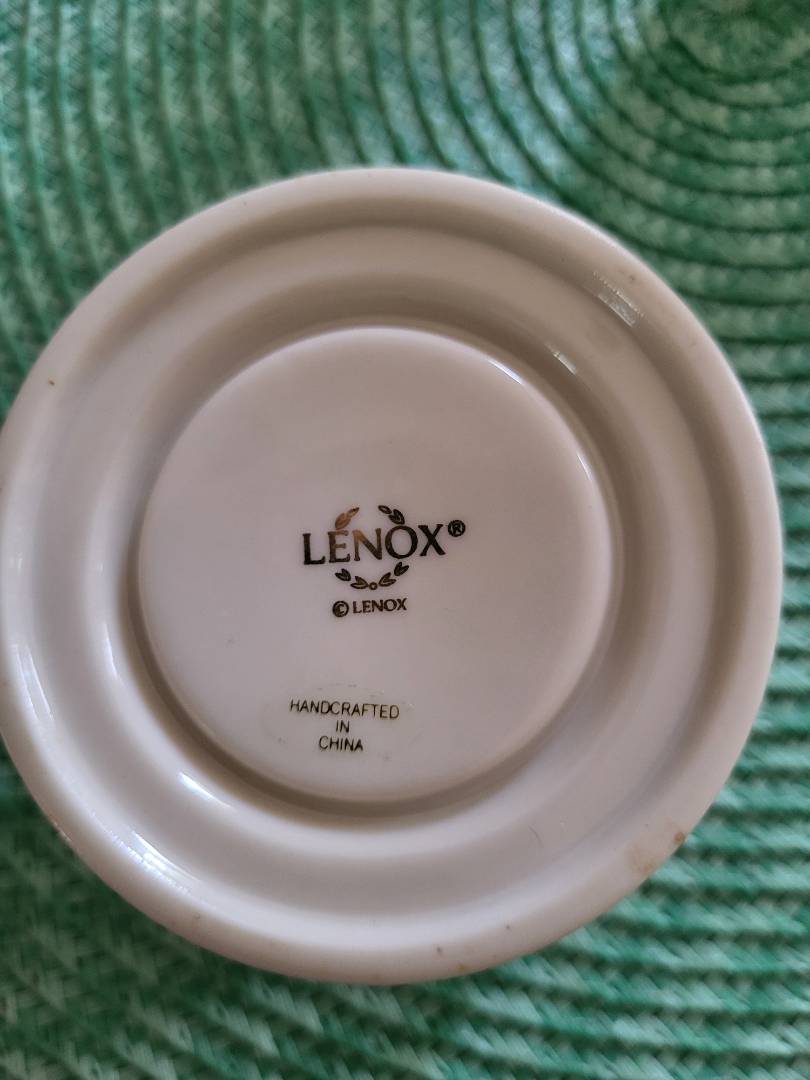 LENOX®
© LENOX
HANDCRAFTED
IN
CHINA